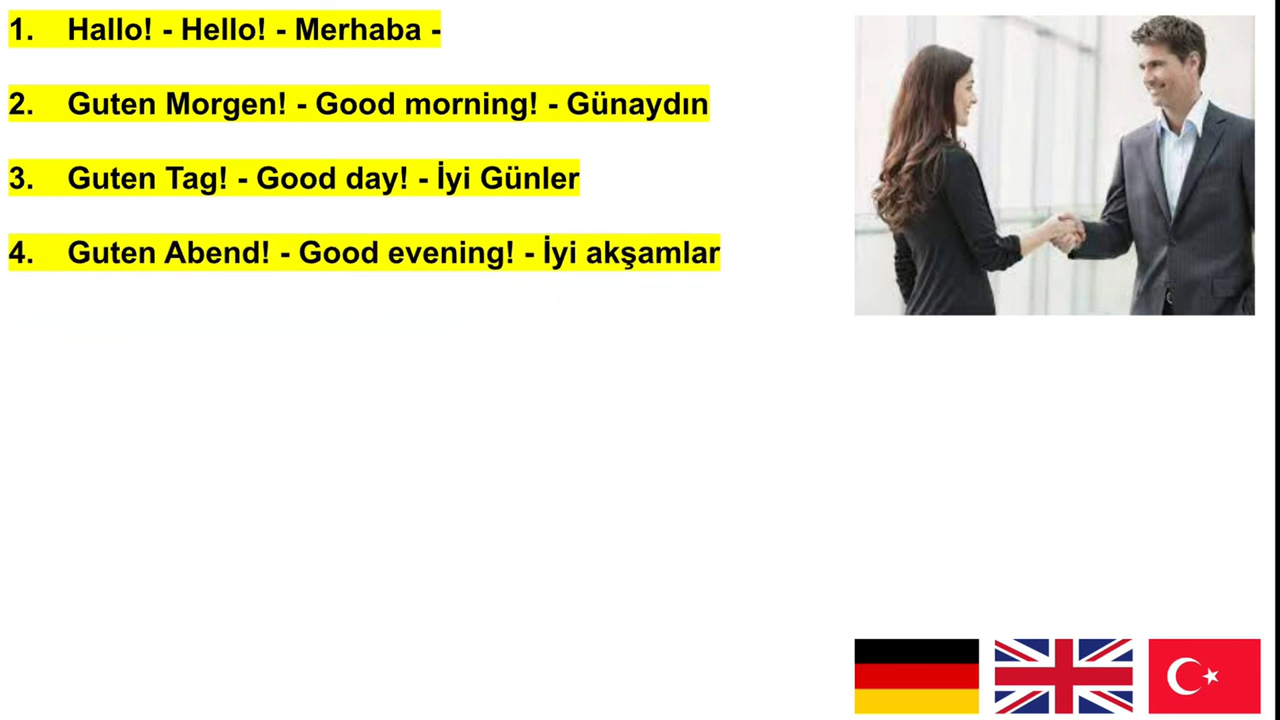 1. Hallo! - Hello! - Merhaba -
2. Guten Morgen! - Good morning! - Günaydın
3. Guten Tag! - Good day! - İyi Günler
4. Guten Abend! - Good evening! - İyi akşamlar